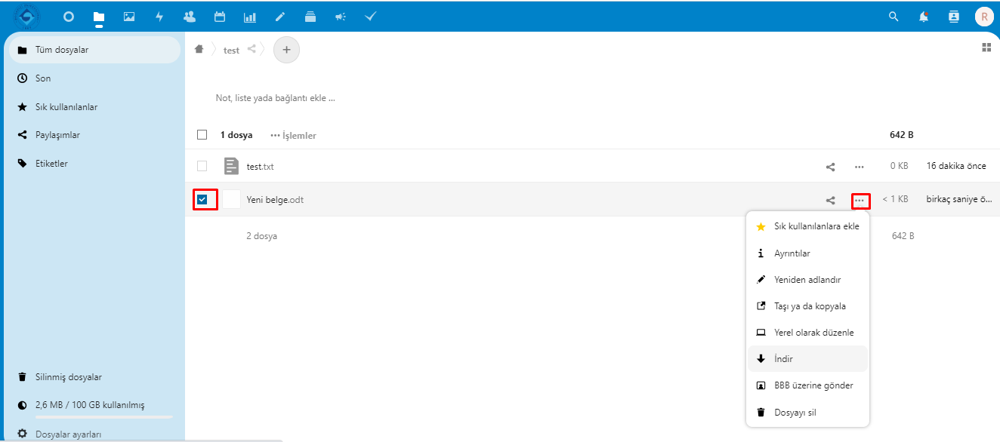 R
Tüm dosyalar
Son
Sık kullanılanlar
Paylaşımlar
Etiketler
Silinmiş dosyalar
2,6 MB / 100 GB kullanılmış
Dosyalar ayarları
test
+
Not, liste yada bağlantı ekle ...
1 dosya ••• İşlemler 642 B
test.txt 0 KB 16 dakika önce
Yeni belge.odt < 1 KB birkaç saniye ö...
2 dosya 642 B
Sık kullanılanlara ekle
Ayrıntılar
Yeniden adlandır
Taşı ya da kopyala
Yerel olarak düzenle
İndir
BBB üzerine gönder
Dosyayı sil